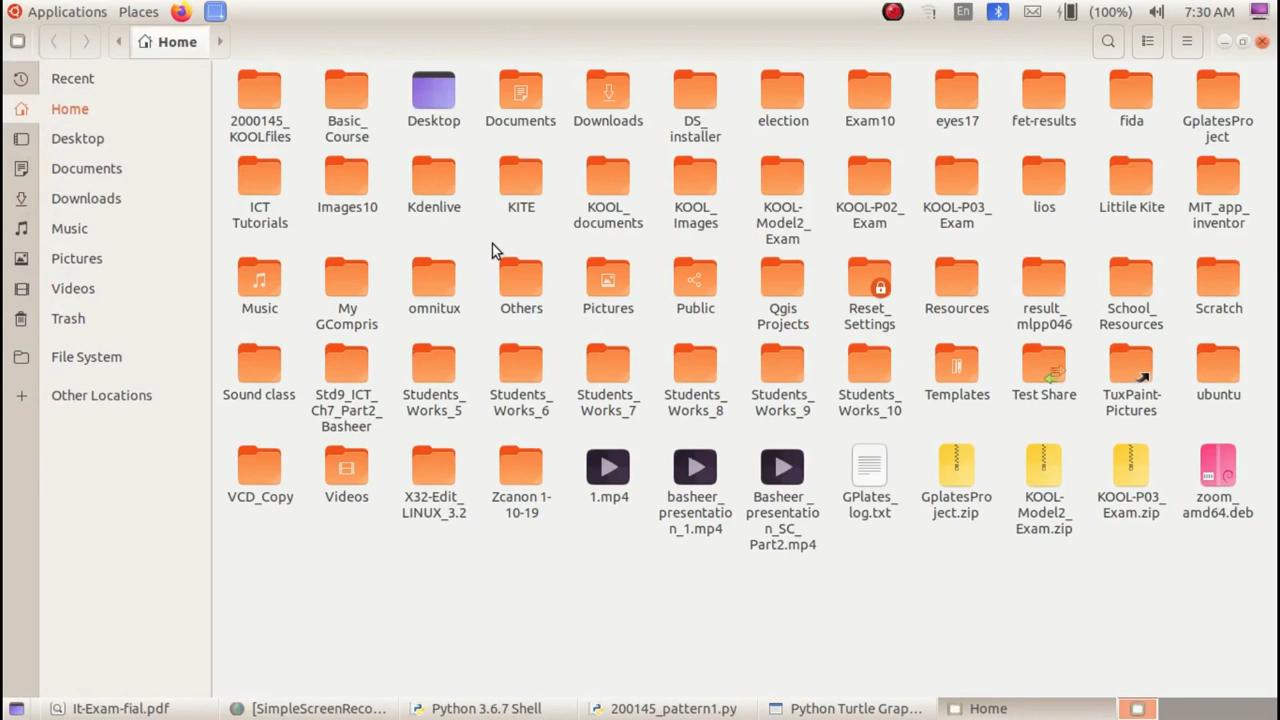 Applications Places En (100%) 7:30 AM
Home
Recent
Home
Desktop
Documents
Downloads
Music
Pictures
Videos
Trash
File System
Other Locations
2000145_
KOOLfiles
Basic_
Course
Desktop
Documents
Downloads
DS_
installer
election
Exam10
eyes17
fet-results
fida
GplatesPro
ject
ICT
Tutorials
Images10
Kdenlive
KITE
KOOL_
documents
KOOL_
Images
KOOL-
Model2_
Exam
KOOL-P02_
Exam
KOOL-P03_
Exam
lios
Littile Kite
MIT_app_
inventor
Music
My
GCompris
omnitux
Others
Pictures
Public
Qgis
Projects
Reset_
Settings
Resources
result_
mlpp046
School_
Resources
Scratch
Sound class
Std9_ICT_
Ch7_Part2_
Basheer
Students_
Works_5
Students_
Works_6
Students_
Works_7
Students_
Works_8
Students_
Works_9
Students_
Works_10
Templates
Test Share
TuxPaint-
Pictures
ubuntu
VCD_Copy
Videos
X32-Edit_
LINUX_3.2
Zcanon 1-
10-19
1.mp4
basheer_
presentatio
n_1.mp4
Basheer_
presentatio
n_SC_
Part2.mp4
GPlates_
log.txt
GplatesPro
ject.zip
KOOL-
Model2_
Exam.zip
KOOL-P03_
Exam.zip
zoom_
amd64.deb
It-Exam-fial.pdf [SimpleScreenReco... Python 3.6.7 Shell 200145_pattern1.py Python Turtle Grap... Home